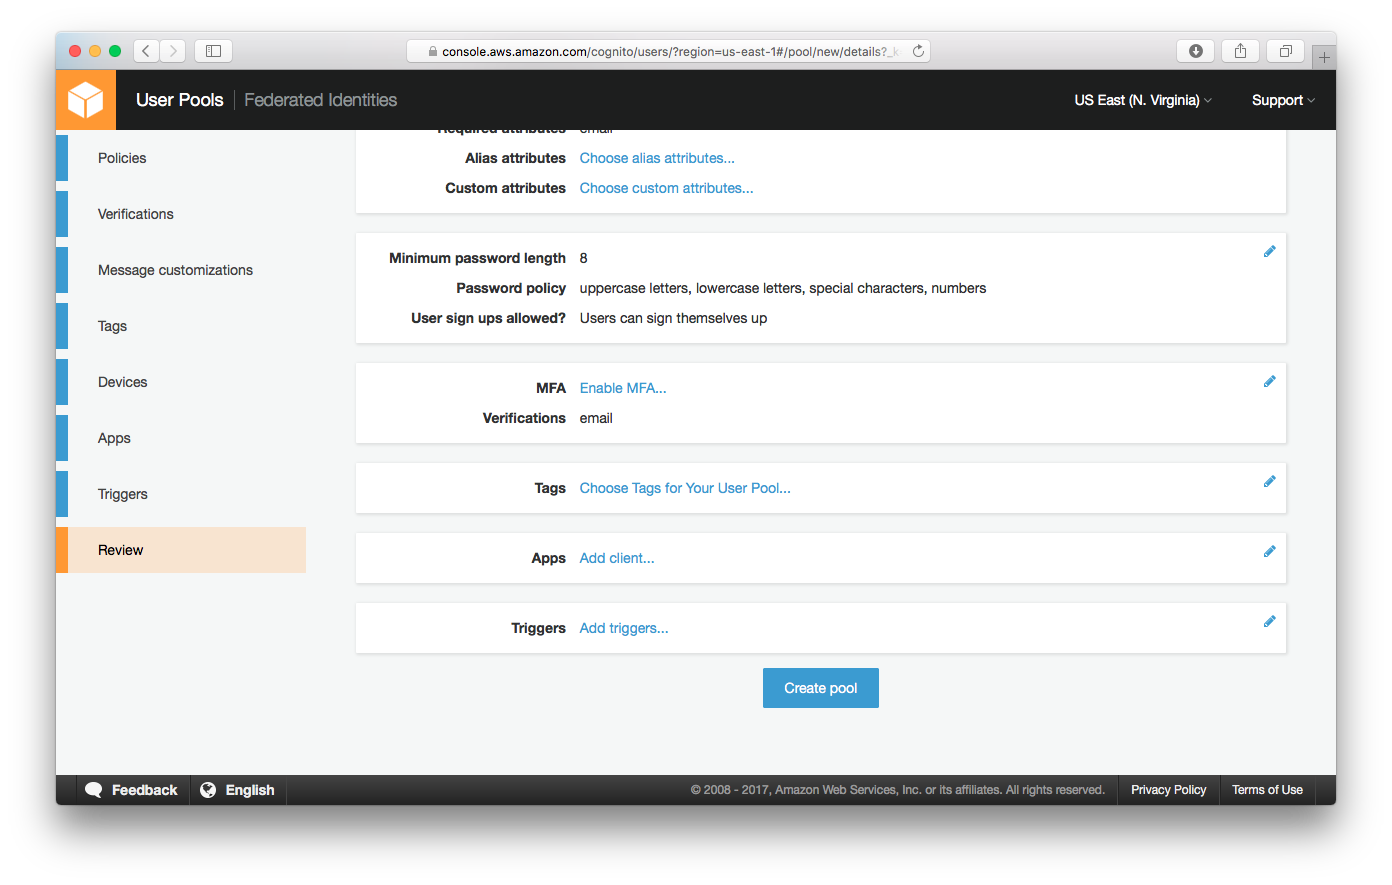 console.aws.amazon.com/cognito/users/?region=us-east-1#/pool/new/details?_k
User Pools Federated Identities US East (N. Virginia) Support
Policies
Verifications
Message customizations
Tags
Devices
Apps
Triggers
Review
Required attributes email
Alias attributes Choose alias attributes...
Custom attributes Choose custom attributes...
Minimum password length 8
Password policy uppercase letters, lowercase letters, special characters, numbers
User sign ups allowed? Users can sign themselves up
MFA Enable MFA...
Verifications email
Tags Choose Tags for Your User Pool...
Apps Add client...
Triggers Add triggers...
Create pool
Feedback English © 2008 - 2017, Amazon Web Services, Inc. or its affiliates. All rights reserved. Privacy Policy Terms of Use